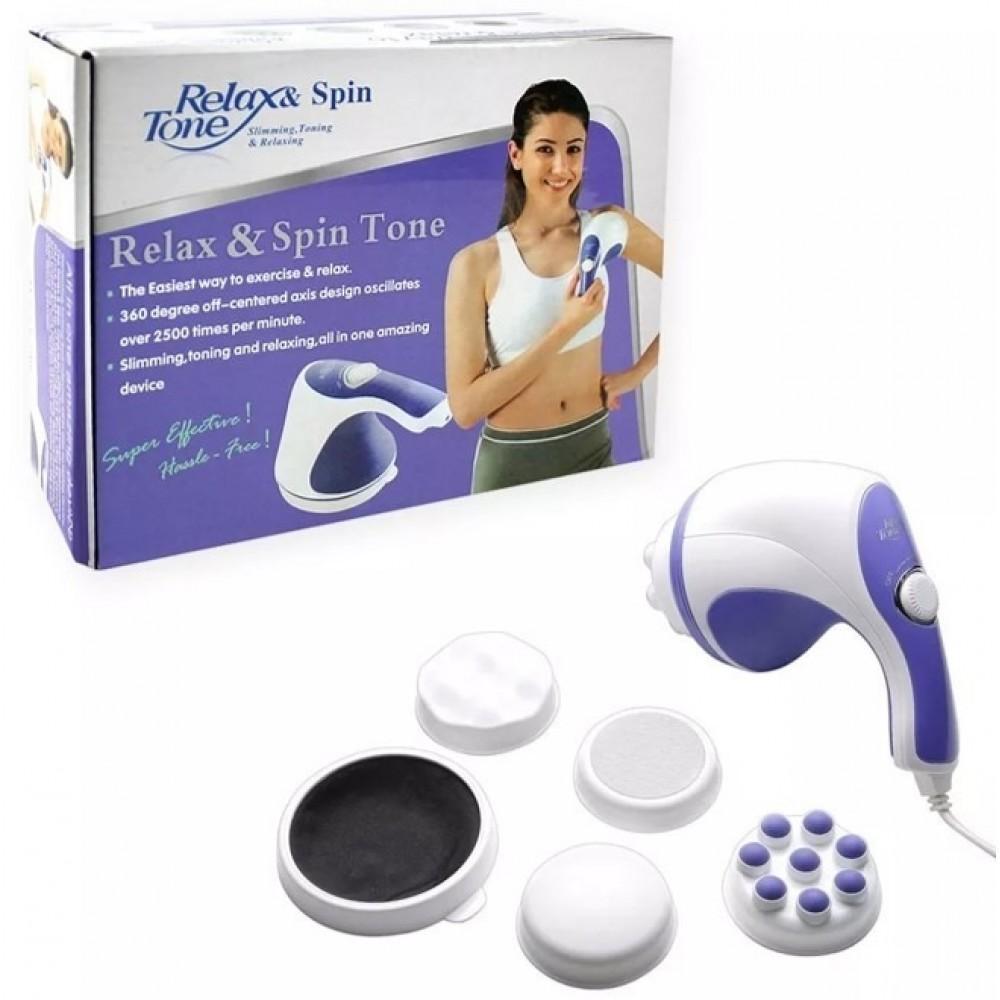 Relax & Spin
Tone
Slimming, Toning
& Relaxing
Relax & Spin Tone
The Easiest way to exercise & relax.
360 degree off-centered axis design oscillates
over 2500 times per minute.
Slimming,toning and relaxing,all in one amazing
device
Super Effective !
Hassle - Free !
Tone
OFF